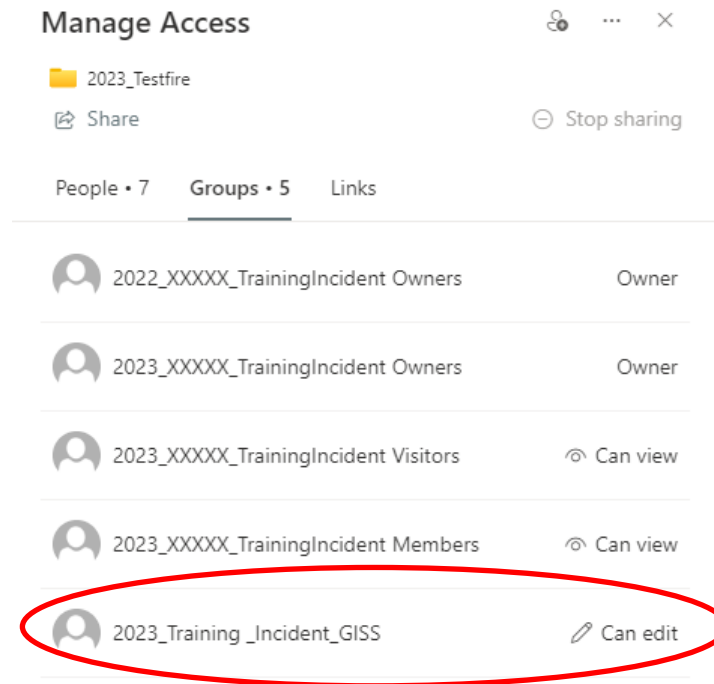 Manage Access
2023_Testfire
Share
Stop sharing
People • 7 Groups • 5 Links
2022_XXXXX_TrainingIncident Owners Owner
2023_XXXXX_TrainingIncident Owners Owner
2023_XXXXX_TrainingIncident Visitors Can view
2023_XXXXX_TrainingIncident Members Can view
2023_Training _Incident_GISS Can edit